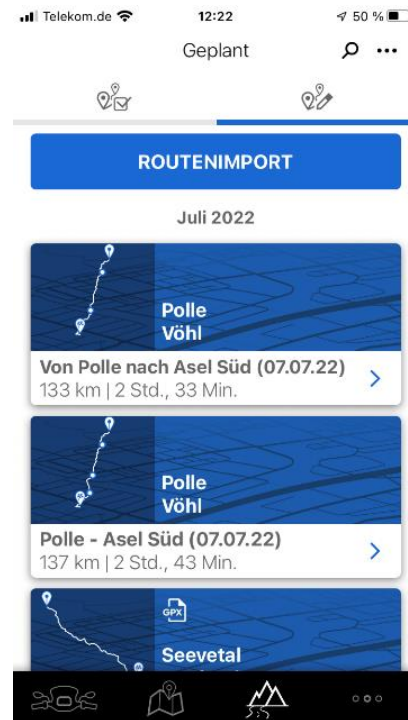 Telekom.de 12:22 50 %
Geplant
ROUTENIMPORT
Juli 2022
Polle
Vöhl
Von Polle nach Asel Süd (07.07.22)
133 km | 2 Std., 33 Min.
Polle
Vöhl
Polle - Asel Süd (07.07.22)
137 km | 2 Std., 43 Min.
GPX
Seevetal